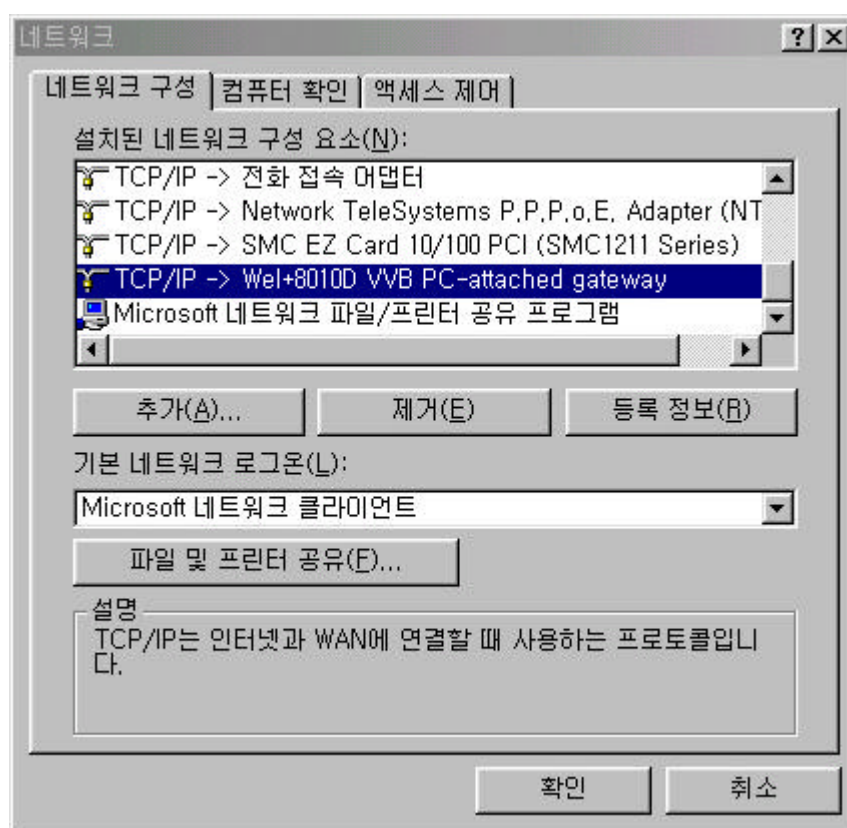 네트워크
네트워크 구성 컴퓨터 확인 액세스 제어
설치된 네트워크 구성 요소(N):
TCP/IP -> 전화 접속 어댑터
TCP/IP -> Network TeleSystems P.P.P.o.E. Adapter (NT
TCP/IP -> SMC EZ Card 10/100 PCI (SMC1211 Series)
TCP/IP -> Wel+8010D VVB PC-attached gateway
Microsoft 네트워크 파일/프린터 공유 프로그램
추가(A)... 제거(E) 등록 정보(R)
기본 네트워크 로그온(L):
Microsoft 네트워크 클라이언트
파일 및 프린터 공유(F)...
설명
TCP/IP는 인터넷과 WAN에 연결할 때 사용하는 프로토콜입니
다.
확인 취소